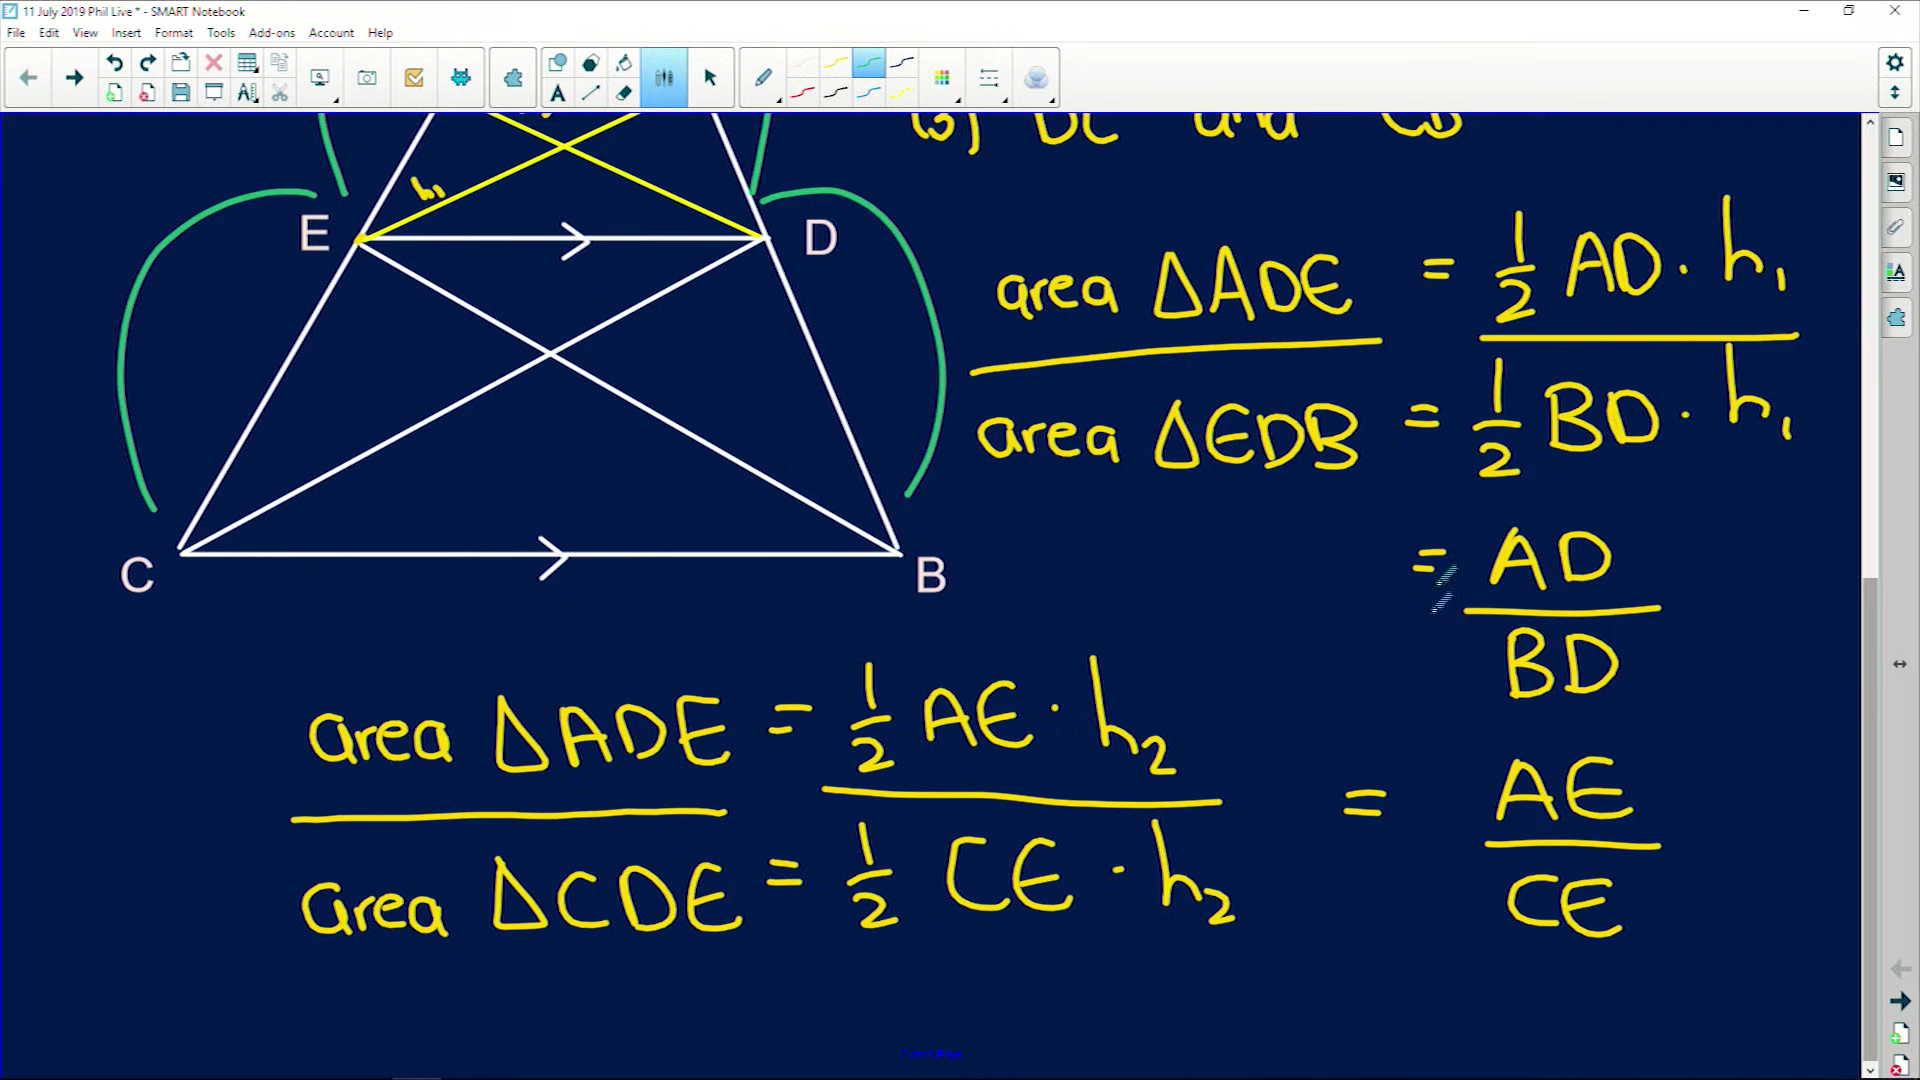 11 July 2019 Phil Live * - SMART Notebook
File Edit View Insert Format Tools Add-ons Account Help
and
h₁
E
D
area ΔADE = ½ AD · h₁
area ΔEDB = ½ BD · h₁
= AD
BD
C
B
area ΔADE = ½ AE · h₂
area ΔCDE = ½ CE · h₂
= AE
CE